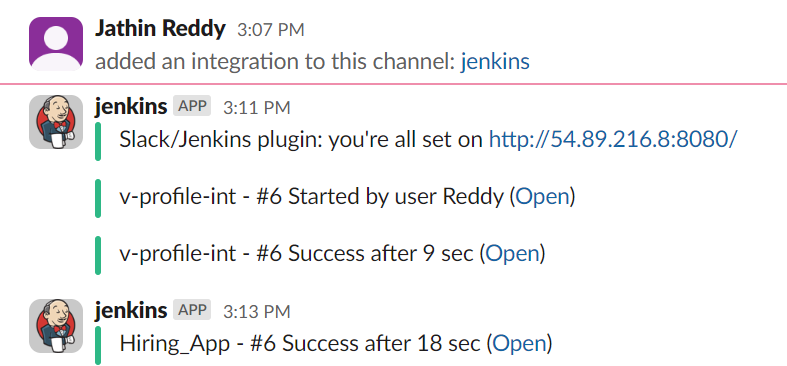 Jathin Reddy 3:07 PM
added an integration to this channel: jenkins
jenkins APP 3:11 PM
Slack/Jenkins plugin: you're all set on http://54.89.216.8:8080/
v-profile-int - #6 Started by user Reddy (Open)
v-profile-int - #6 Success after 9 sec (Open)
jenkins APP 3:13 PM
Hiring_App - #6 Success after 18 sec (Open)